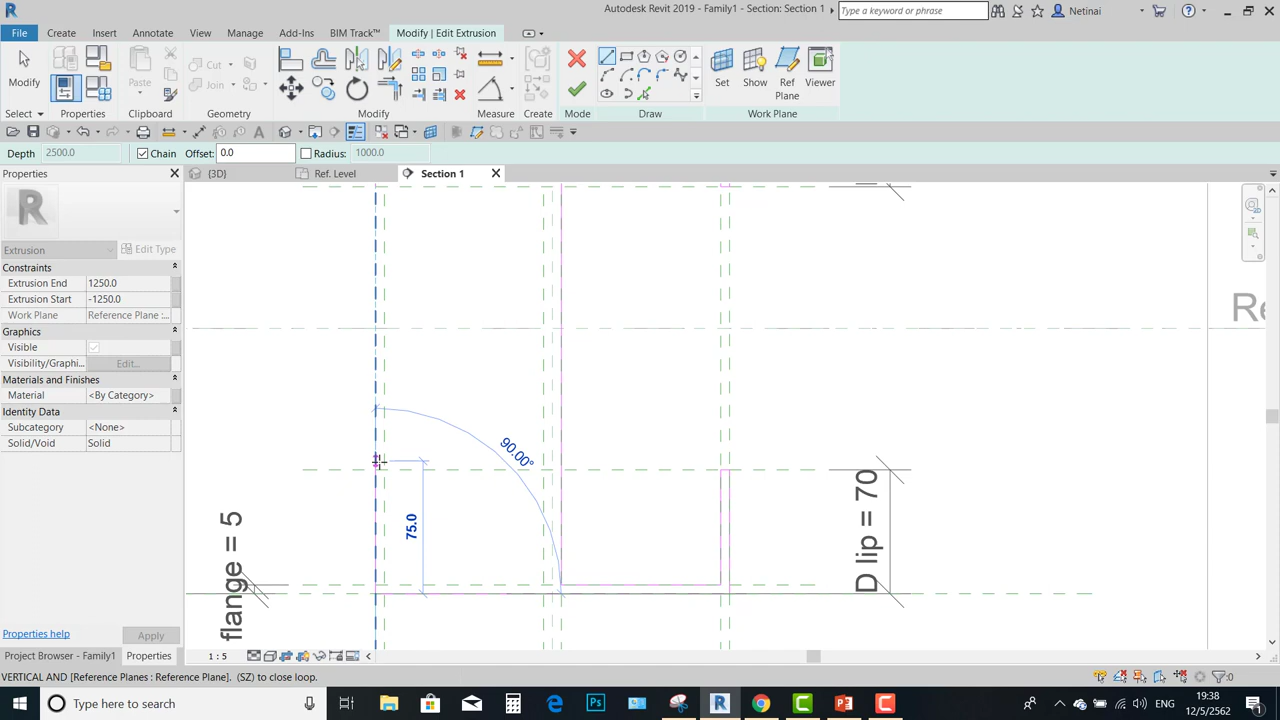 Autodesk Revit 2019 - Family1 - Section: Section 1
Type a keyword or phrase
Netinai
File
Create
Insert
Annotate
View
Manage
Add-Ins
BIM Track™
Modify | Edit Extrusion
Modify
Paste
Cut
Join
Set
Show
Ref
Plane
Viewer
Select
Properties
Clipboard
Geometry
Modify
Measure
Create
Mode
Draw
Work Plane
Depth
2500.0
Chain
Offset:
0.0
Radius:
1000.0
Properties
{3D}
Ref. Level
Section 1
Extrusion
Edit Type
Constraints
Extrusion End
1250.0
Extrusion Start
-1250.0
Work Plane
Reference Plane :...
Graphics
Visible
Visibility/Graphi...
Edit...
Materials and Finishes
Material
<By Category>
Identity Data
Subcategory
<None>
Solid/Void
Solid
Re
90.00°
75.0
flange = 5
D lip = 70
Properties help
Apply
Project Browser - Family1
Properties
1 : 5
VERTICAL AND [Reference Planes : Reference Plane]. (SZ) to close loop.
:0
Type here to search
ENG
19:38
12/5/2562